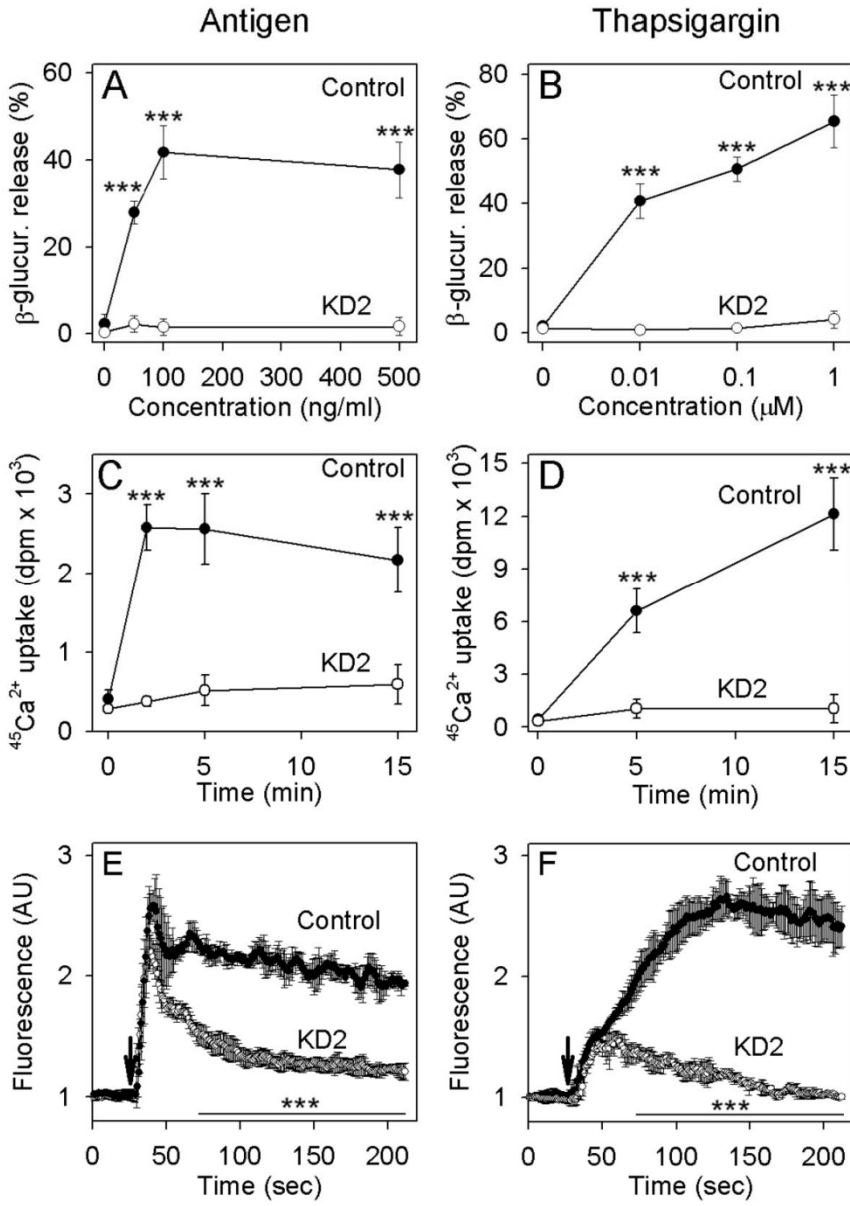 Antigen
Thapsigargin
A
Control
***
***
***
KD2
60
40
20
0
β-glucur. release (%)
0 100 200 300 400 500
Concentration (ng/ml)
B
Control
***
***
***
KD2
80
60
40
20
0
β-glucur. release (%)
0 0.01 0.1 1
Concentration (μM)
C
Control
***
***
***
KD2
3
2
1
0
⁴⁵Ca²⁺ uptake (dpm x 10³)
0 5 10 15
Time (min)
D
Control
***
***
KD2
15
12
9
6
3
0
⁴⁵Ca²⁺ uptake (dpm x 10³)
0 5 10 15
Time (min)
E
Control
KD2
***
3
2
1
Fluorescence (AU)
0 50 100 150 200
Time (sec)
F
Control
KD2
***
3
2
1
Fluorescence (AU)
0 50 100 150 200
Time (sec)